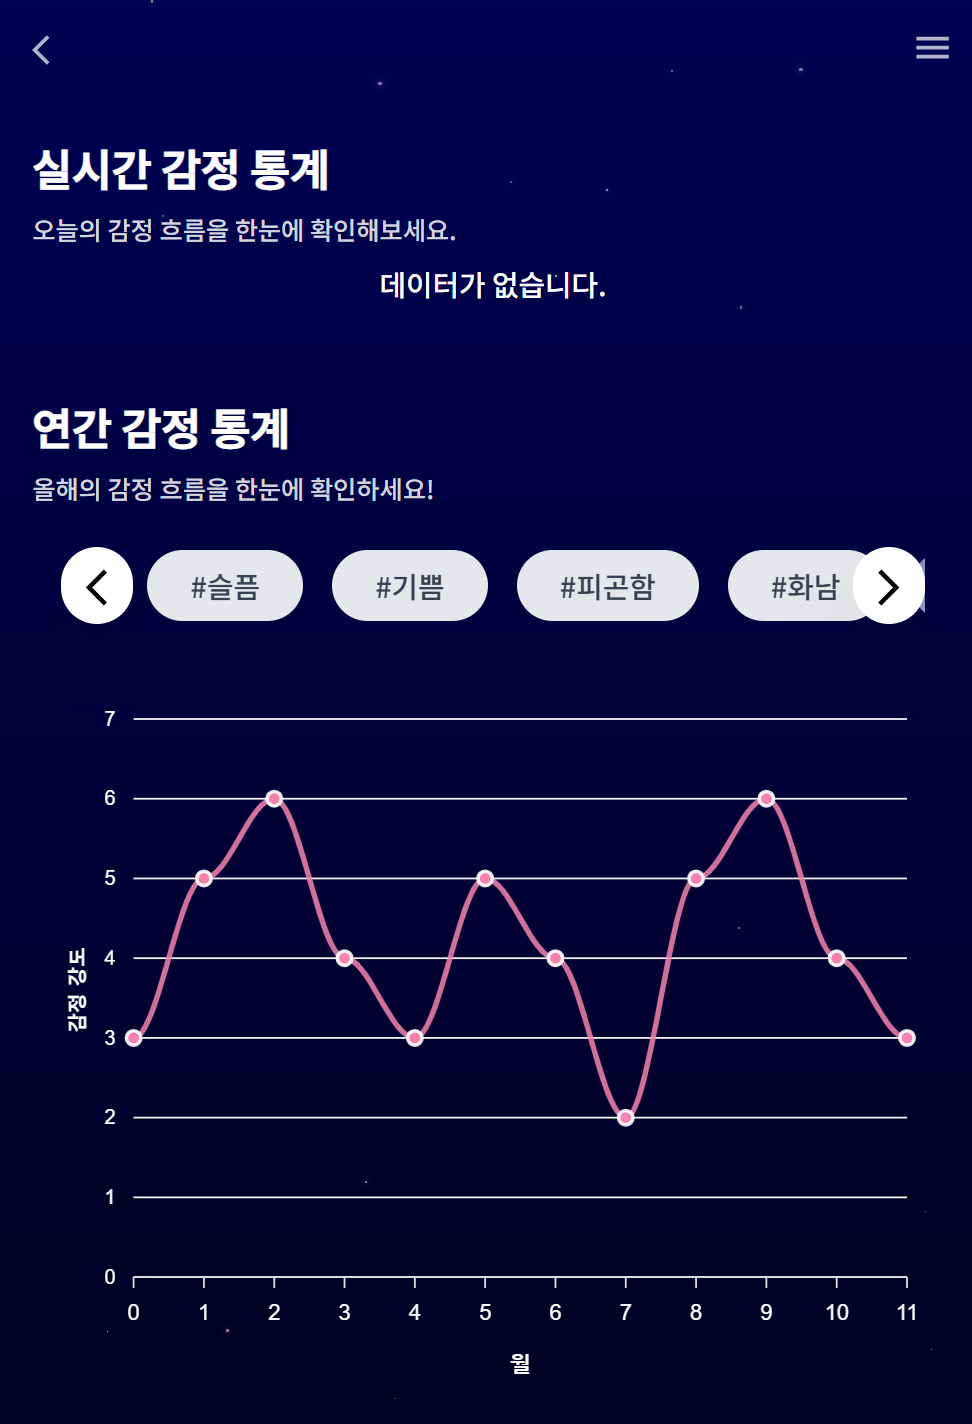 실시간 감정 통계
오늘의 감정 흐름을 한눈에 확인해보세요.
데이터가 없습니다.
연간 감정 통계
올해의 감정 흐름을 한눈에 확인하세요!
#슬픔 #기쁨 #피곤함 #화남
7
6
5
4
3
2
1
0
감정 강도
0 1 2 3 4 5 6 7 8 9 10 11
월